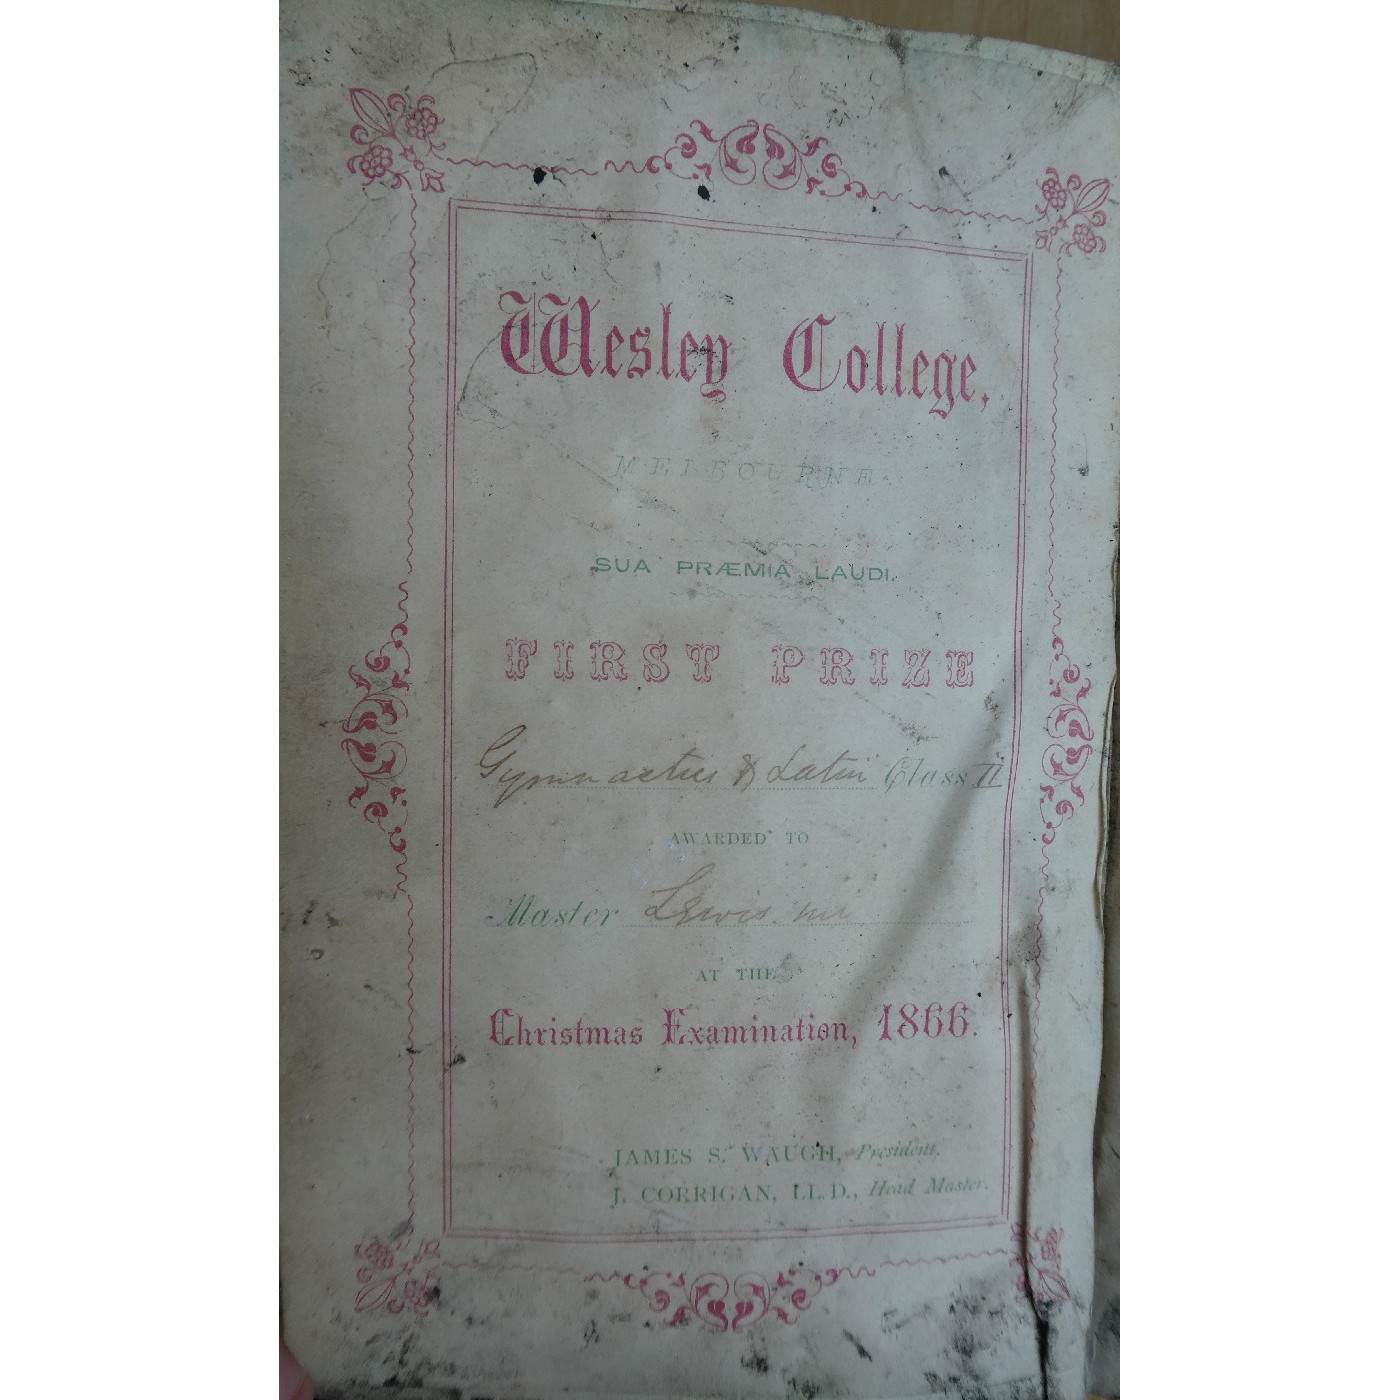 Wesley College,
MELBOURNE
SUA PRÆMIA LAUDI.
FIRST PRIZE
Gymnastics & Latin Class II
AWARDED TO
Master Lewis mi
AT THE
Christmas Examination, 1866.
JAMES S. WAUGH, President.
J. CORRIGAN, LL.D., Head Master.